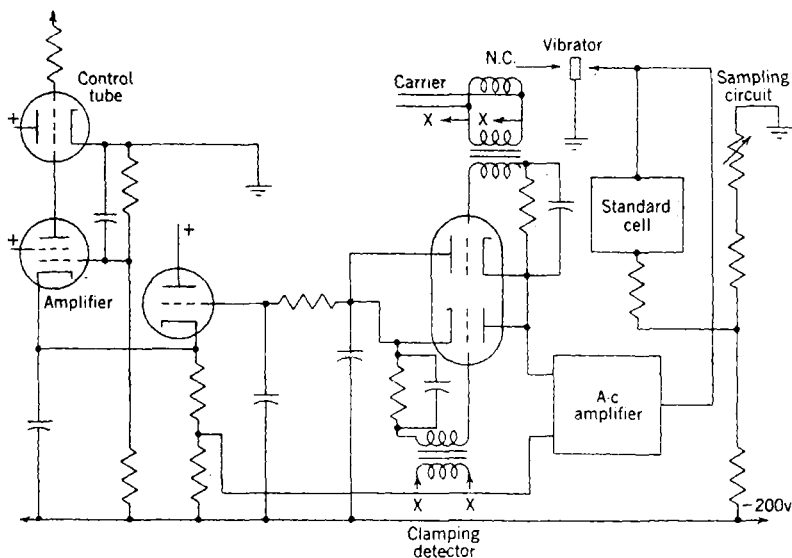 N.C.
Vibrator
Control
tube
Carrier
Sampling
circuit
+
X
X
Standard
cell
+
+
Amplifier
A-c
amplifier
X
X
-200v
Clamping
detector